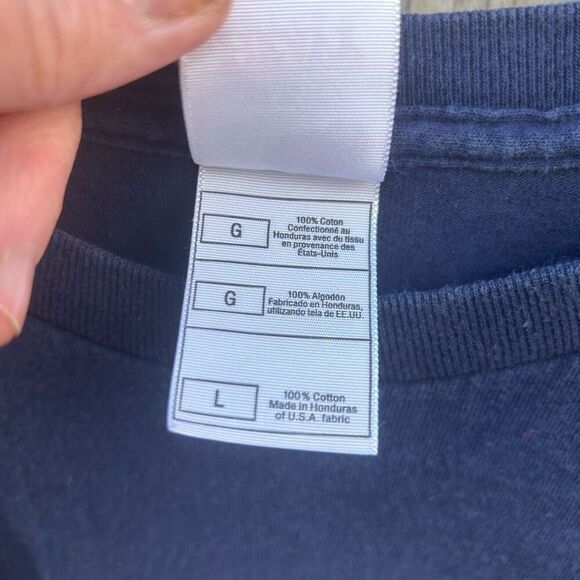 G
100% Coton
Confectionné au
Honduras avec du tissu
en provenance des
États-Unis
G
100% Algodón
Fabricado en Honduras,
utilizando tela de EE.UU.
L
100% Cotton
Made in Honduras
of U.S.A. fabric